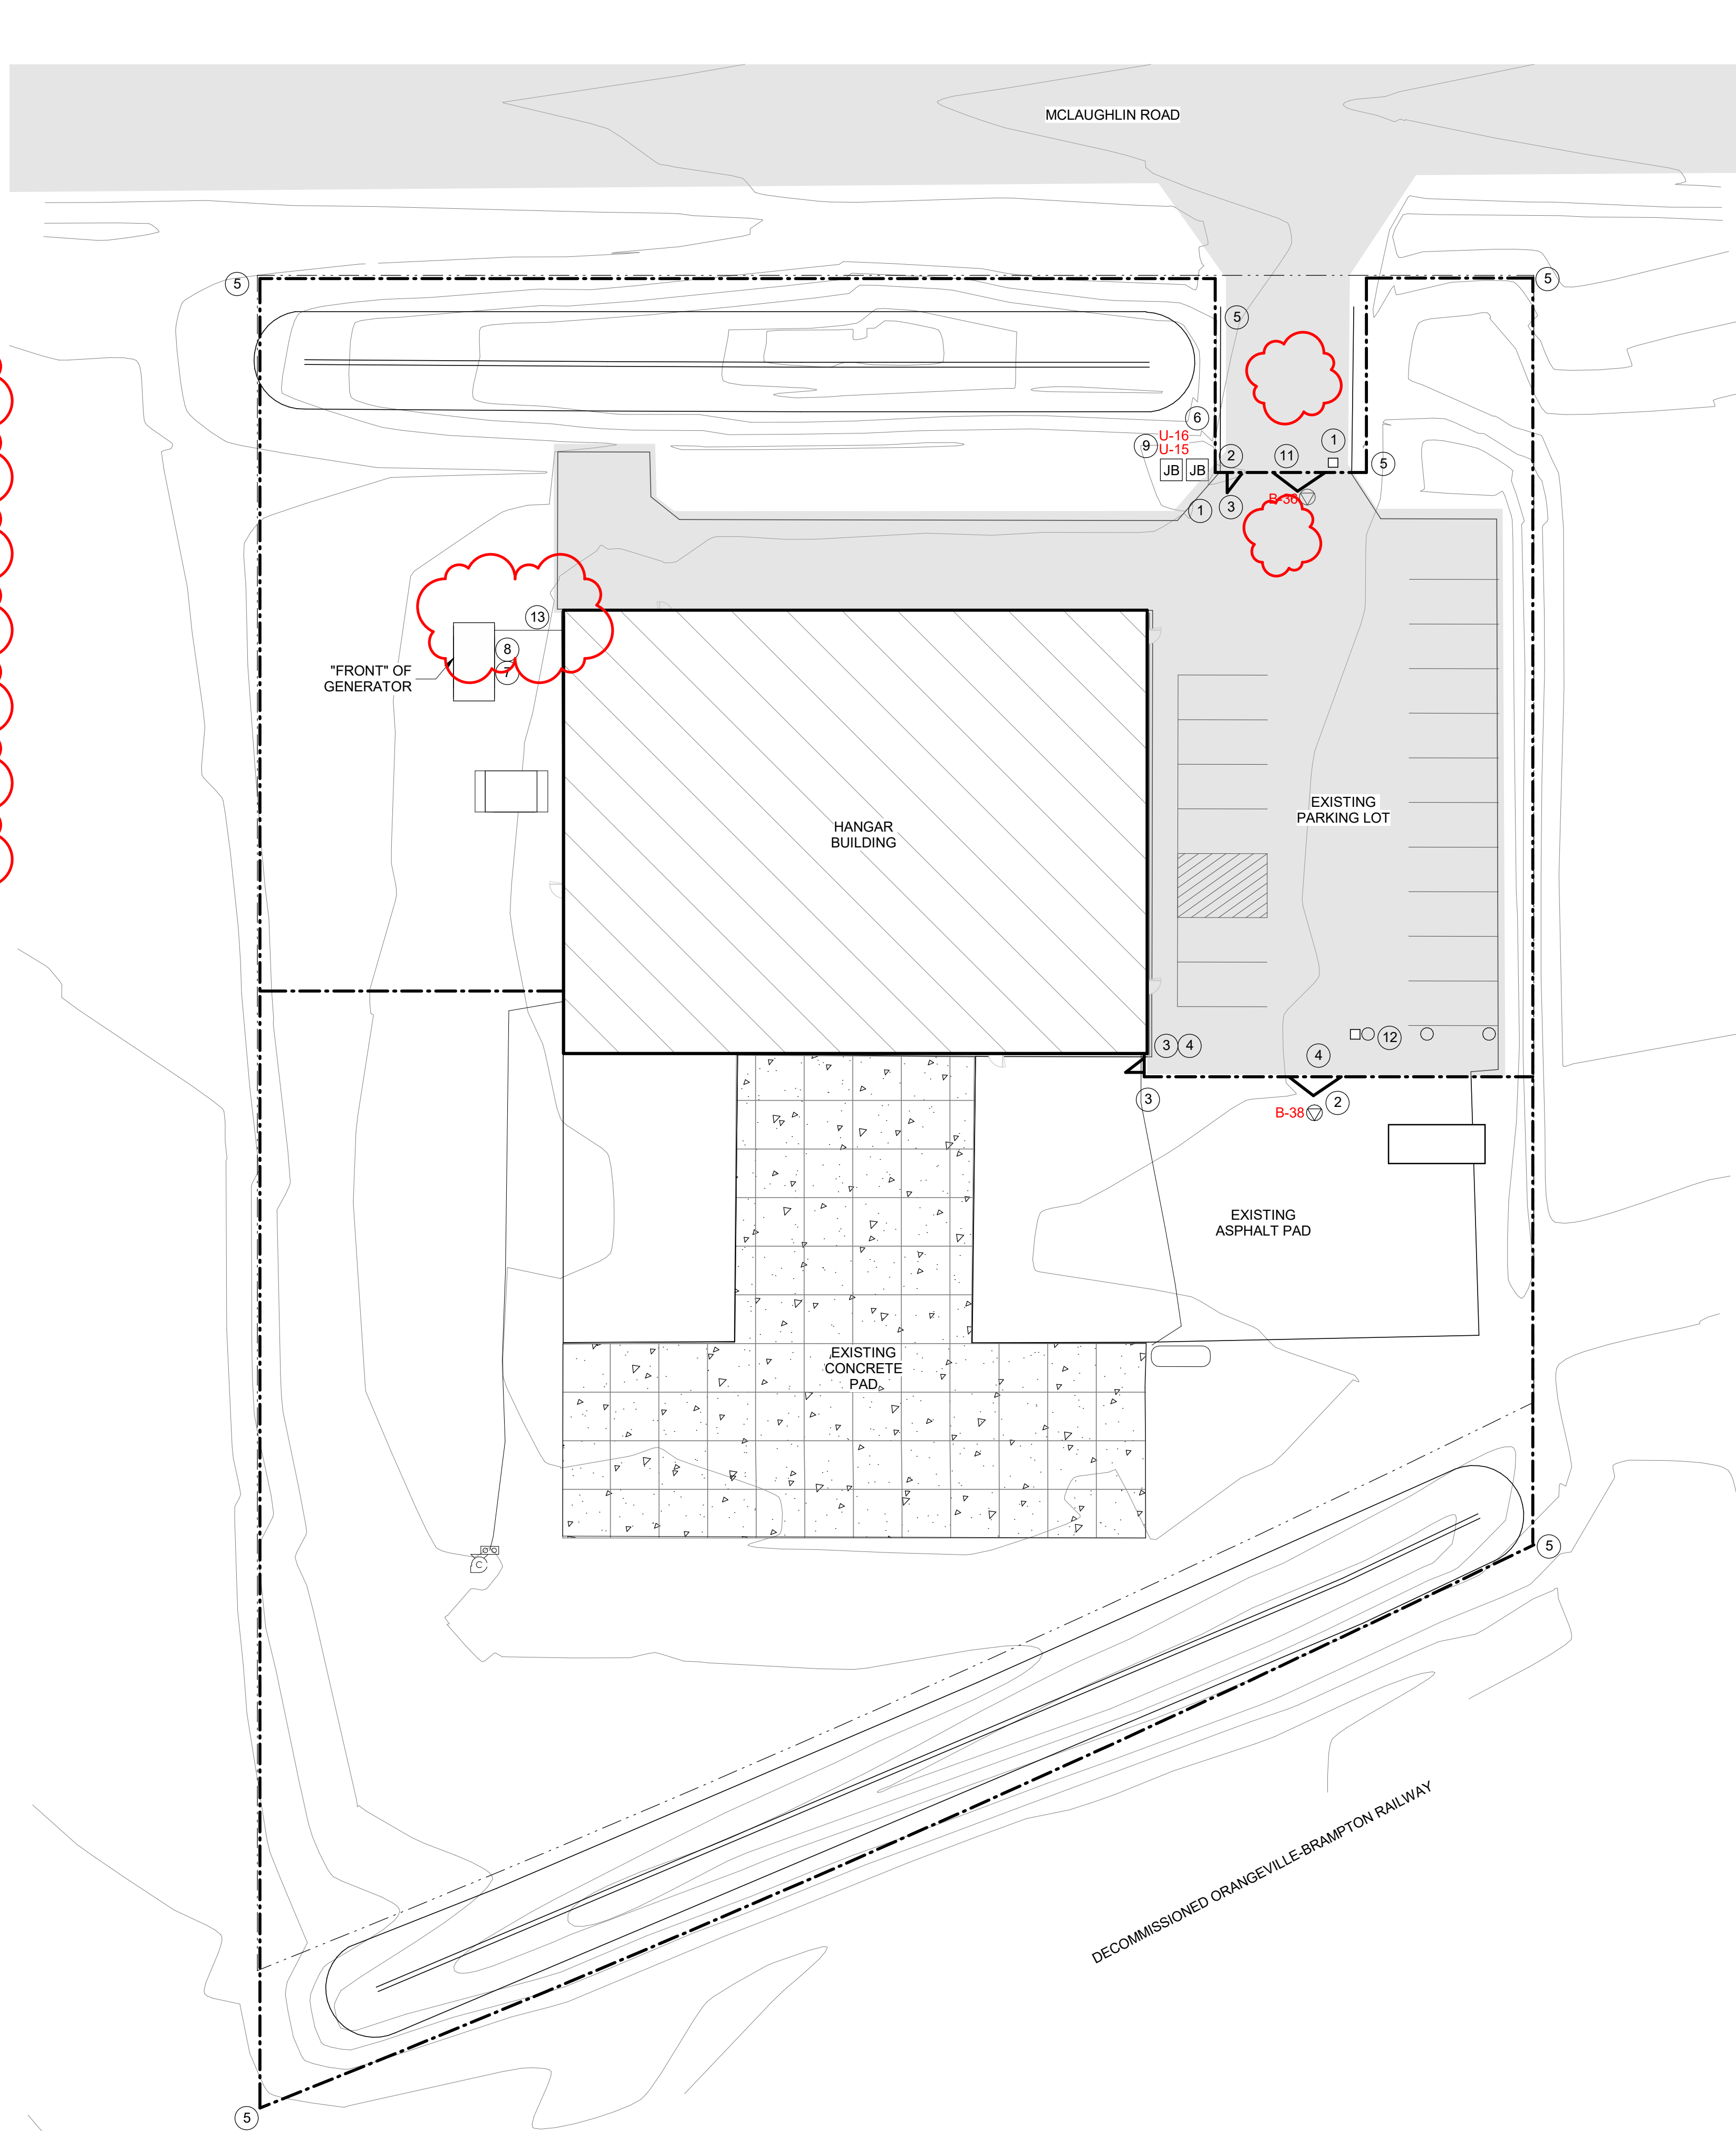 MCLAUGHLIN ROAD
5
5
5
6
U-16
9
U-15
2
11
1
5
JB
JB
B-36
1
3
13
8
"FRONT" OF
7
GENERATOR
EXISTING
PARKING LOT
HANGAR
BUILDING
12
3
4
4
3
B-38
2
EXISTING
ASPHALT PAD
EXISTING
CONCRETE
PAD
5
C
DECOMMISSIONED ORANGEVILLE-BRAMPTON RAILWAY
5